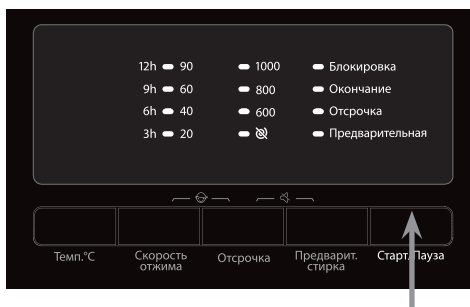 12h 90 1000 Блокировка
9h 60 800 Окончание
6h 40 600 Отсрочка
3h 20 Предварительная
Темп.°C
Скорость
отжима
Отсрочка
Предварит.
стирка
Старт/Пауза